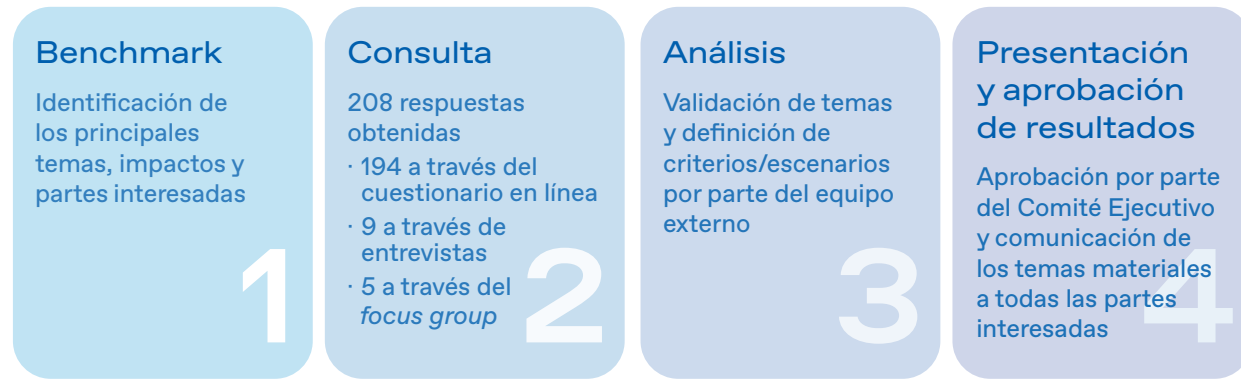 Benchmark
Identificación de
los principales
temas, impactos y
partes interesadas
1
Consulta
208 respuestas
obtenidas
· 194 a través del
cuestionario en línea
· 9 a través de
entrevistas
· 5 a través del
focus group
2
Análisis
Validación de temas
y definición de
criterios/escenarios
por parte del equipo
externo
3
Presentación
y aprobación
de resultados
Aprobación por parte
del Comité Ejecutivo
y comunicación de
los temas materiales
a todas las partes
interesadas
4